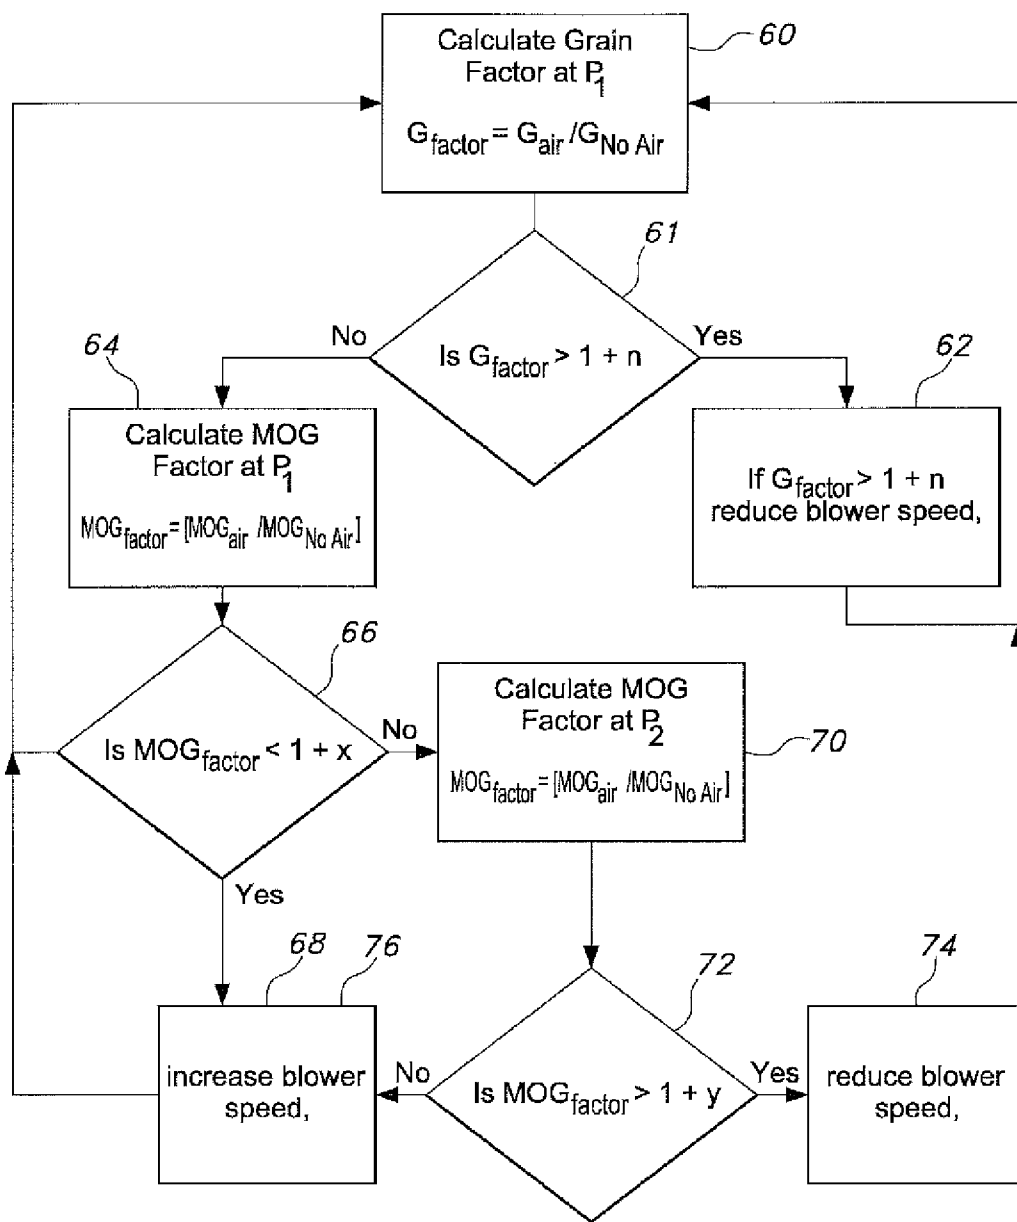 Calculate Grain
Factor at P1
Gfactor = Gair /GNo Air
60
61
Is Gfactor > 1 + n
No
Yes
64
Calculate MOG
Factor at P1
MOGfactor = [MOGair /MOGNo Air]
62
If Gfactor > 1 + n
reduce blower speed,
66
Is MOGfactor < 1 + x
No
Yes
Calculate MOG
Factor at P2
MOGfactor = [MOGair /MOGNo Air]
70
68
76
increase blower
speed,
72
Is MOGfactor > 1 + y
No
Yes
74
reduce blower
speed,